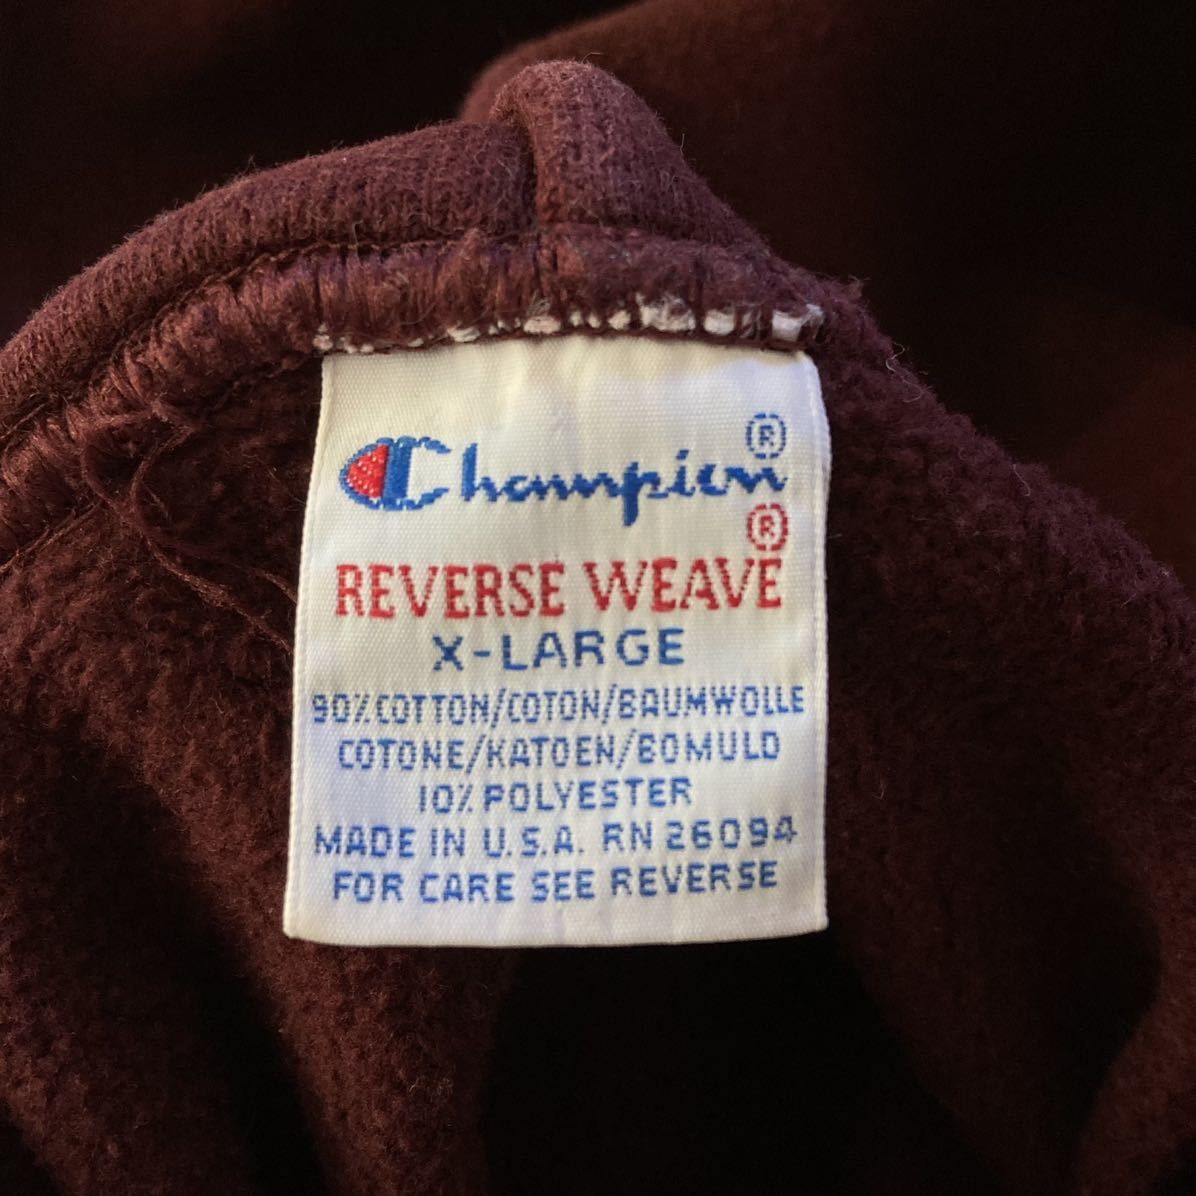 Champion®
REVERSE WEAVE®
X-LARGE
90% COTTON/COTON/BAUMWOLLE
COTONE/KATOEN/BOMULD
10% POLYESTER
MADE IN U.S.A. RN 26094
FOR CARE SEE REVERSE